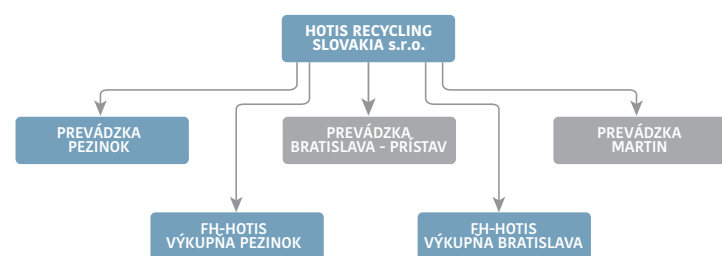 HOTIS RECYCLING
SLOVAKIA s.r.o.
PREVÁDZKA
PEZINOK
PREVÁDZKA
BRATISLAVA - PRÍSTAV
PREVÁDZKA
MARTIN
FH-HOTIS
VÝKUPŇA PEZINOK
FH-HOTIS
VÝKUPŇA BRATISLAVA